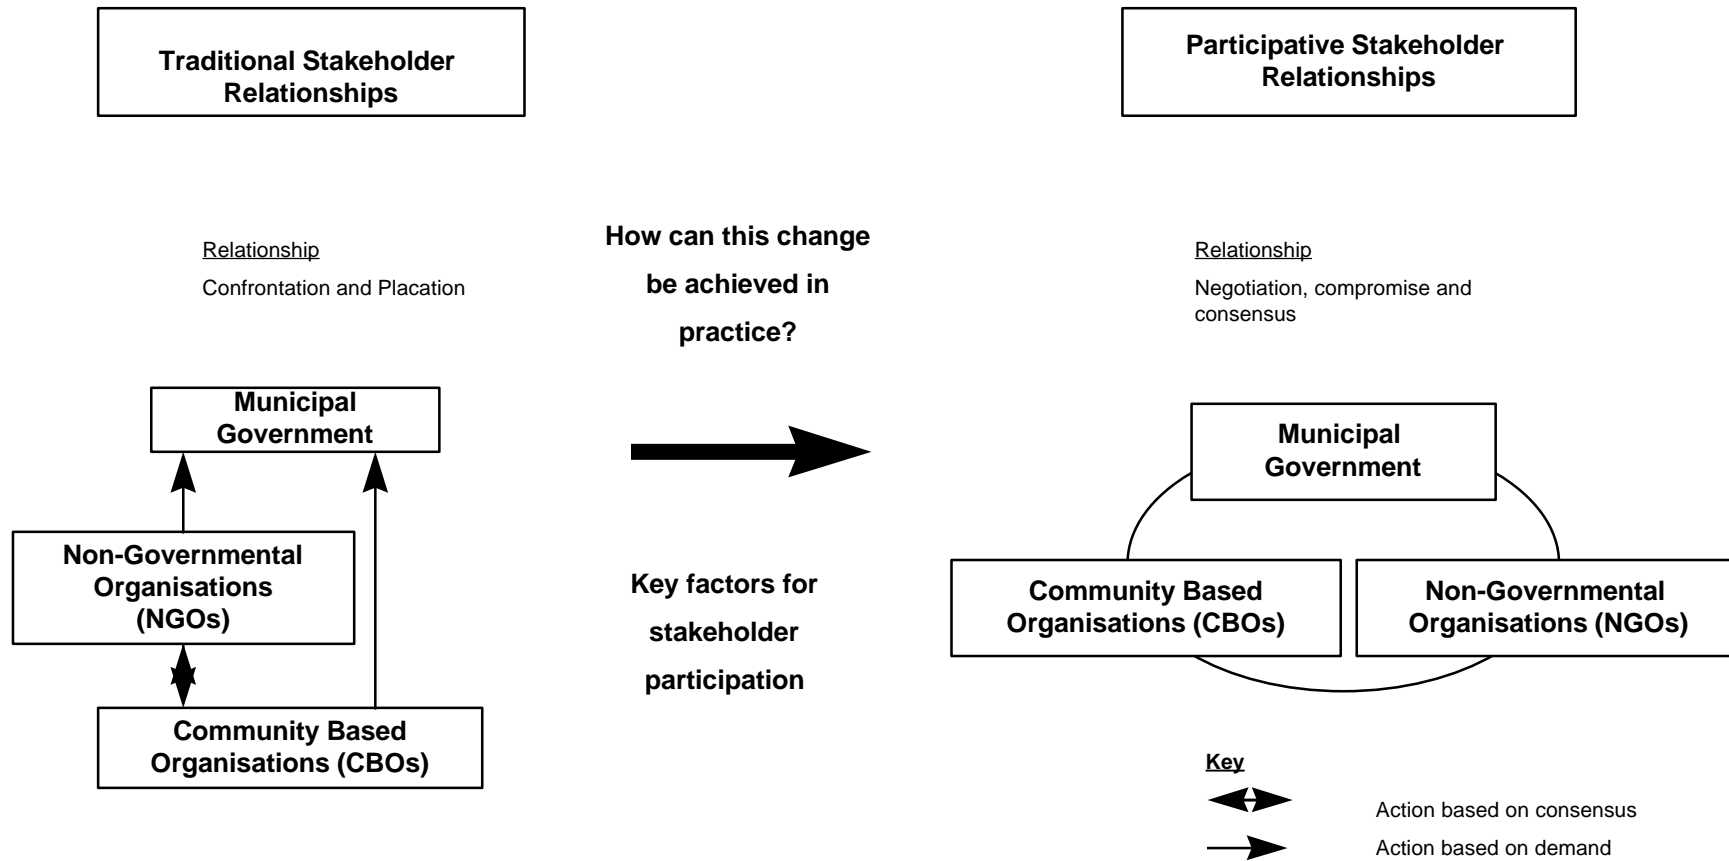 Traditional Stakeholder
Relationships
Participative Stakeholder
Relationships
Relationship
Confrontation and Placation
How can this change
be achieved in
practice?
Relationship
Negotiation, compromise and
consensus
Municipal
Government
Non-Governmental
Organisations
(NGOs)
Community Based
Organisations (CBOs)
Key factors for
stakeholder
participation
Municipal
Government
Community Based
Organisations (CBOs)
Non-Governmental
Organisations (NGOs)
Key
Action based on consensus
Action based on demand